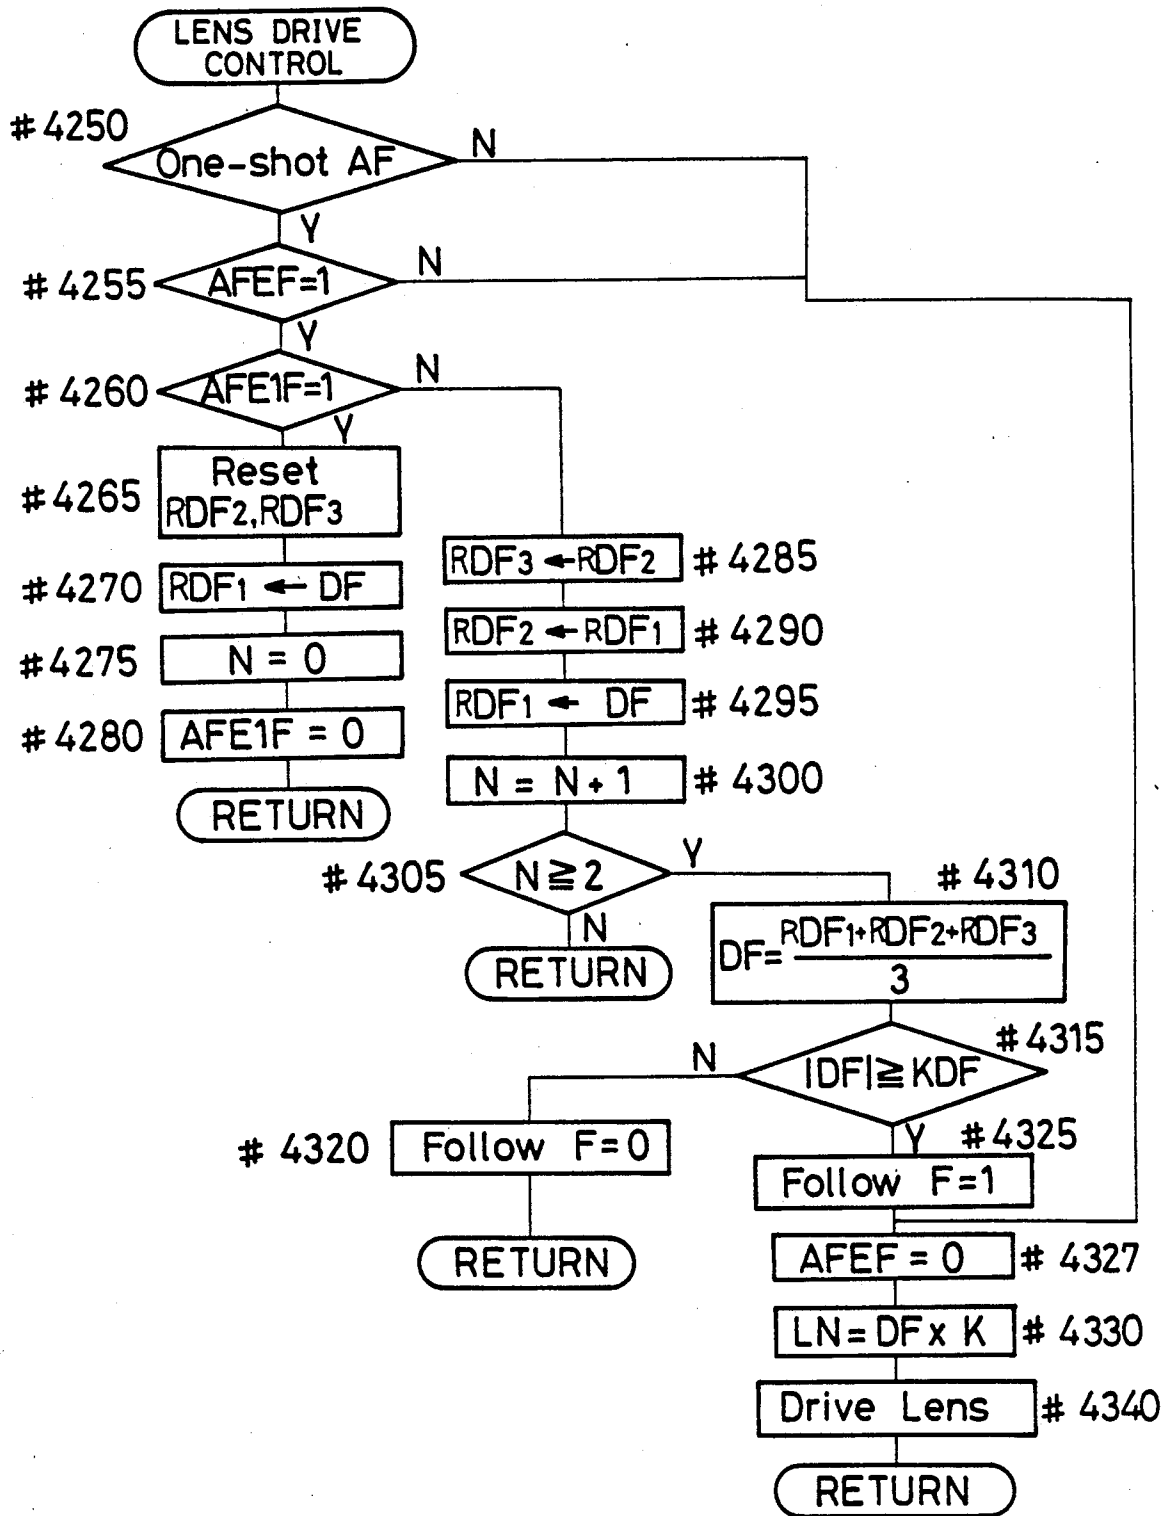 LENS DRIVE
CONTROL
# 4250
One-shot AF
N
Y
# 4255
AFEF=1
N
Y
# 4260
AFE1F=1
N
Y
# 4265
Reset
RDF2,RDF3
# 4270
RDF1 ← DF
# 4275
N = 0
# 4280
AFE1F = 0
RETURN
RDF3 ← RDF2
# 4285
RDF2 ← RDF1
# 4290
RDF1 ← DF
# 4295
N = N + 1
# 4300
# 4305
N ≧ 2
Y
N
RETURN
# 4310
DF= RDF1+RDF2+RDF3
3
# 4315
|DF| ≧ KDF
N
Y
# 4320
Follow F=0
RETURN
# 4325
Follow F=1
AFEF = 0
# 4327
LN = DF x K
# 4330
Drive Lens
# 4340
RETURN